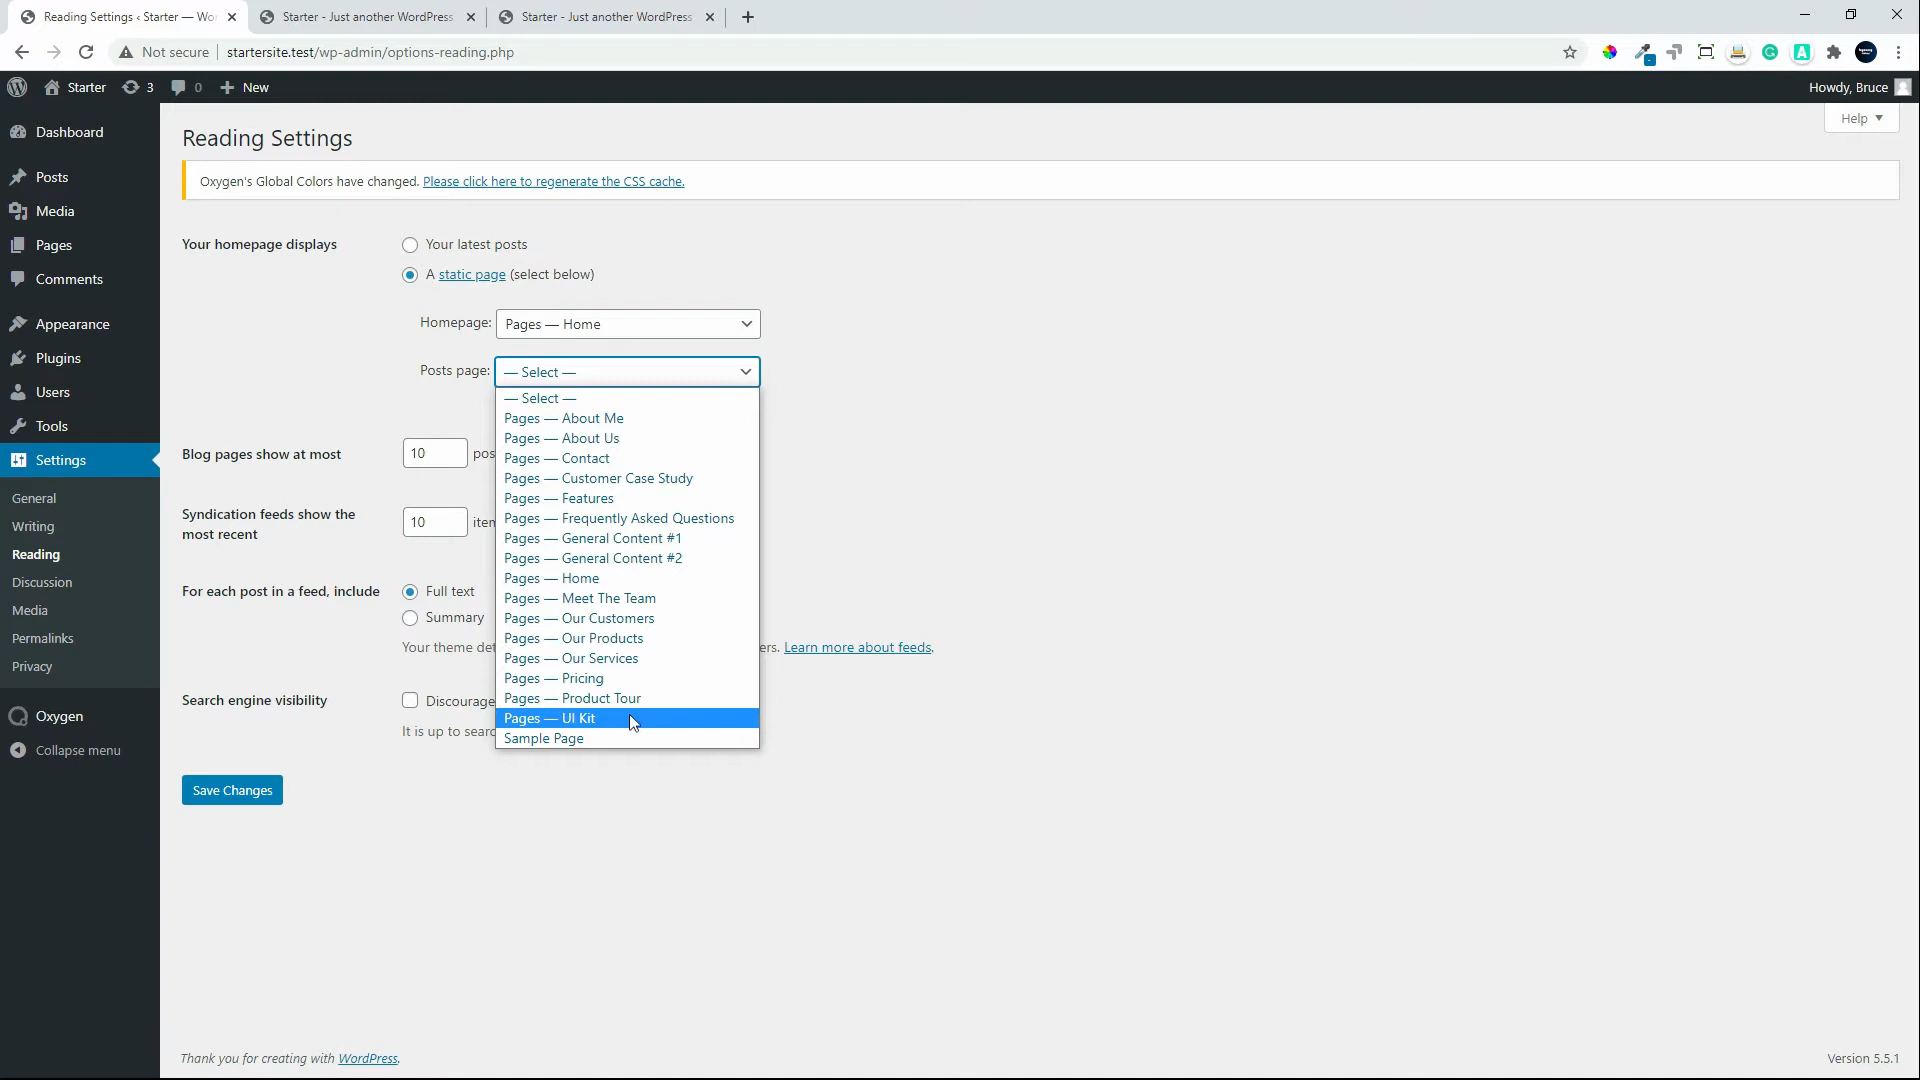 Reading Settings ‹ Starter — Wo
Starter - Just another WordPress
Starter - Just another WordPress
Not secure
startersite.test/wp-admin/options-reading.php
Starter
3
0
New
Howdy, Bruce
Dashboard
Posts
Media
Pages
Comments
Appearance
Plugins
Users
Tools
Settings
General
Writing
Reading
Discussion
Media
Permalinks
Privacy
Oxygen
Collapse menu
Help
Reading Settings
Oxygen's Global Colors have changed. Please click here to regenerate the CSS cache.
Your homepage displays
Your latest posts
A static page (select below)
Homepage: Pages — Home
Posts page: — Select —
— Select —
Pages — About Me
Pages — About Us
Pages — Contact
Pages — Customer Case Study
Pages — Features
Pages — Frequently Asked Questions
Pages — General Content #1
Pages — General Content #2
Pages — Home
Pages — Meet The Team
Pages — Our Customers
Pages — Our Products
Pages — Our Services
Pages — Pricing
Pages — Product Tour
Pages — UI Kit
Sample Page
Blog pages show at most
10 pos
Syndication feeds show the
most recent
10 iten
For each post in a feed, include
Full text
Summary
Your theme det
ers. Learn more about feeds.
Search engine visibility
Discourage
It is up to searc
Save Changes
Thank you for creating with WordPress.
Version 5.5.1